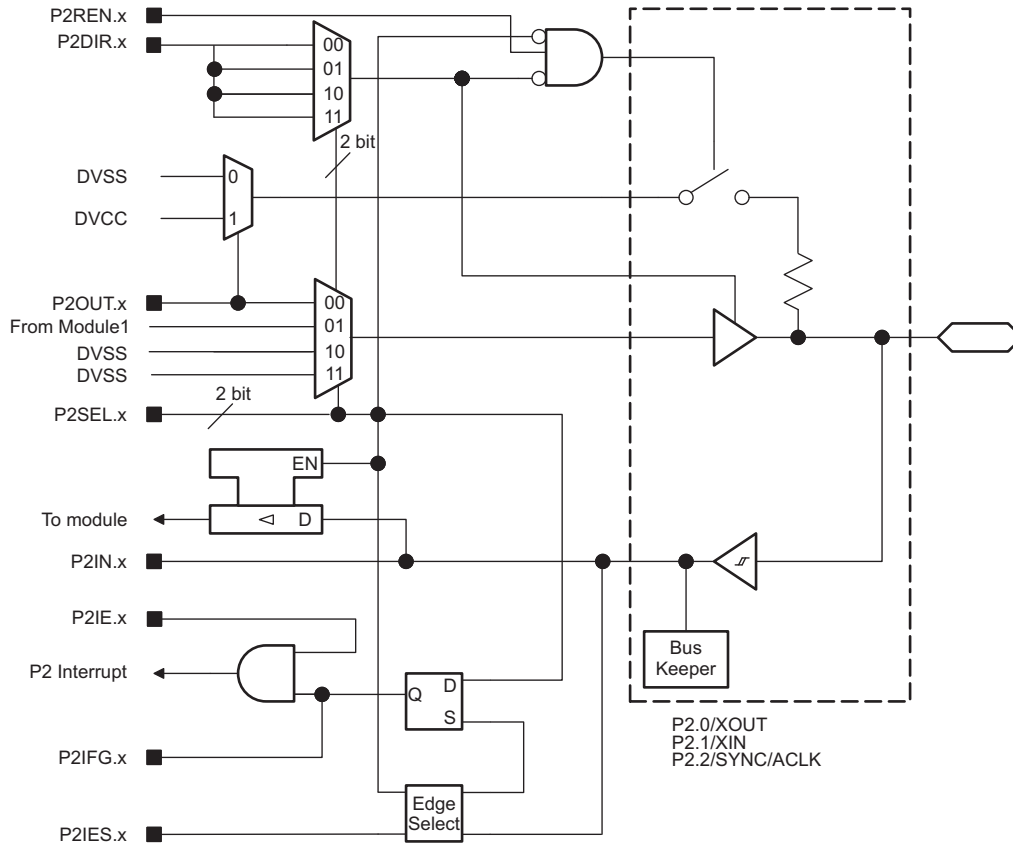 P2REN.x
P2DIR.x
00
01
10
11
2 bit
DVSS
0
DVCC
1
P2OUT.x
00
From Module1
01
DVSS
10
DVSS
11
2 bit
P2SEL.x
EN
To module
D
P2IN.x
P2IE.x
Bus
Keeper
P2 Interrupt
Q
D
S
P2IFG.x
P2.0/XOUT
P2.1/XIN
P2.2/SYNC/ACLK
Edge
Select
P2IES.x